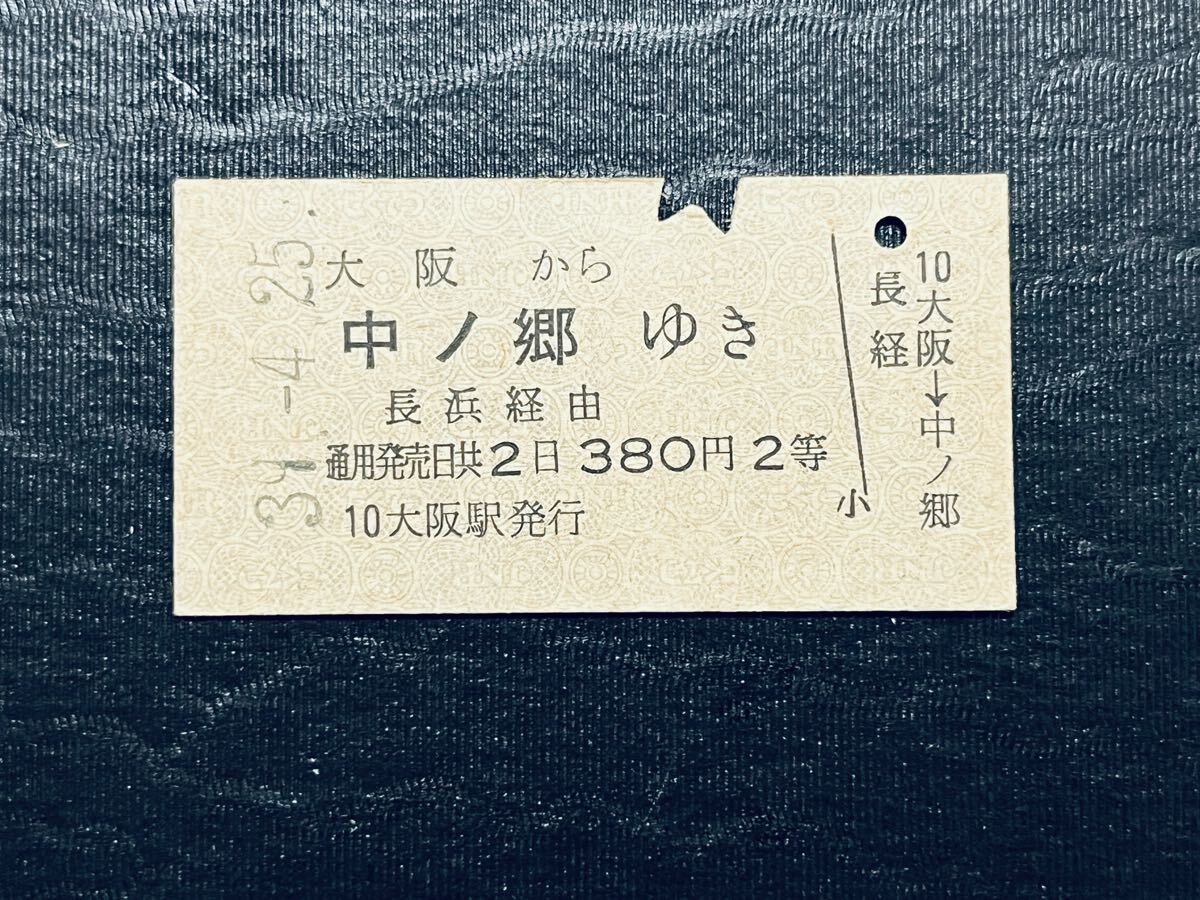 39.-4.25.
大阪 から
中ノ郷 ゆき
長浜経由
通用発売日共2日 380円 2等
10大阪駅発行
小
10大阪→中ノ郷
長経